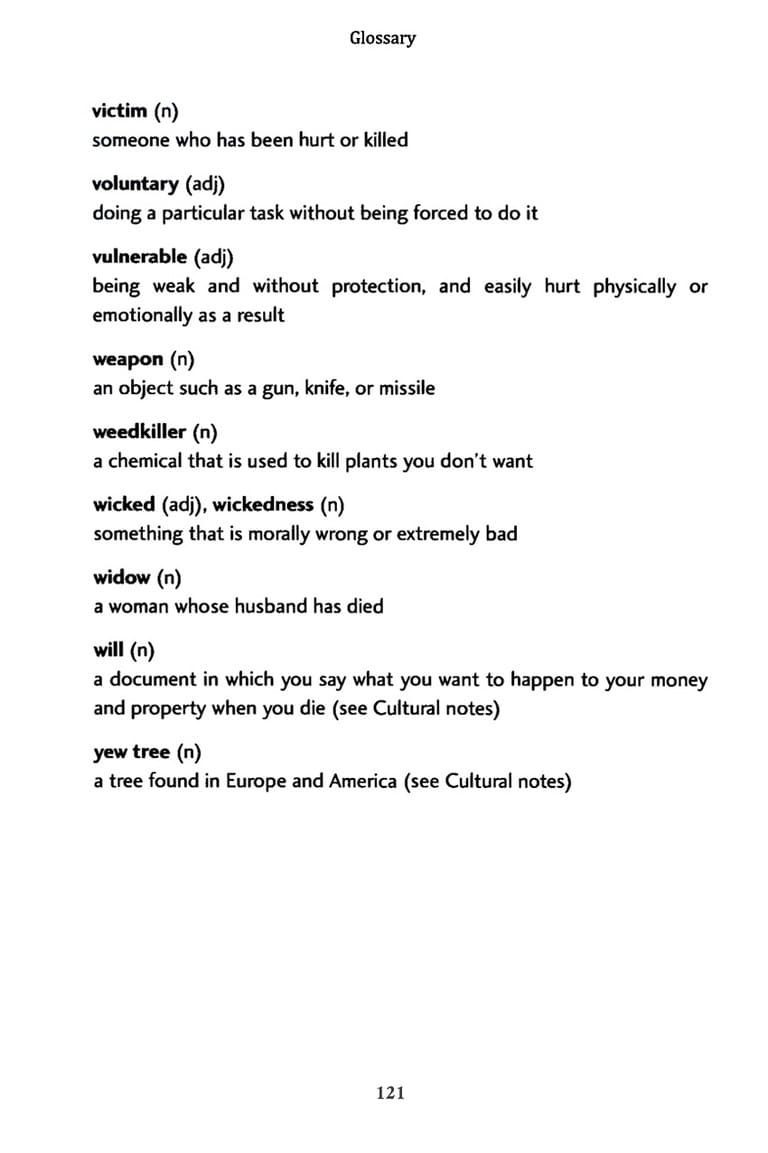 Glossary
victim (n)
someone who has been hurt or killed
voluntary (adj)
doing a particular task without being forced to do it
vulnerable (adj)
being weak and without protection, and easily hurt physically or
emotionally as a result
weapon (n)
an object such as a gun, knife, or missile
weedkiller (n)
a chemical that is used to kill plants you don't want
wicked (adj), wickedness (n)
something that is morally wrong or extremely bad
widow (n)
a woman whose husband has died
will (n)
a document in which you say what you want to happen to your money
and property when you die (see Cultural notes)
yew tree (n)
a tree found in Europe and America (see Cultural notes)
121